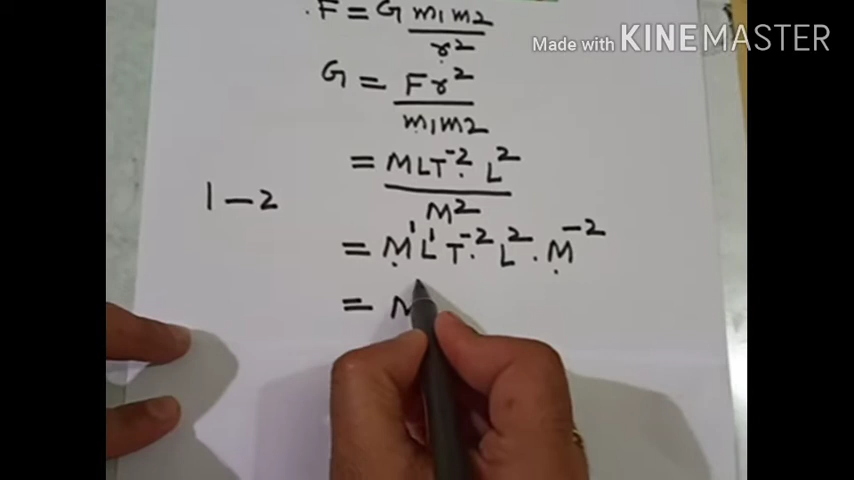 F = G m1m2 / r²
Made with KINEMASTER
G = Fr² / m1m2
= MLT⁻². L² / M²
1 — 2
= M¹L¹T⁻².L².M⁻²
= M